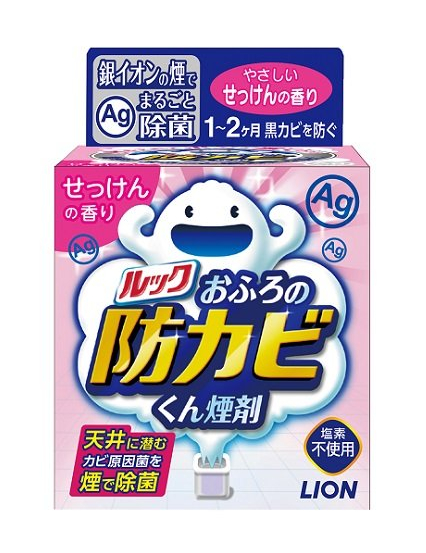 銀イオンの煙で
Ag
まるごと
除菌
やさしい
せっけんの香り
1〜2ヶ月 黒カビを防ぐ
せっけん
の香り
Ag
Ag
Ag
ルック
おふろの
防カビ
くん煙剤
天井に潜む
カビ原因菌を
煙で除菌
塩素
不使用
LION